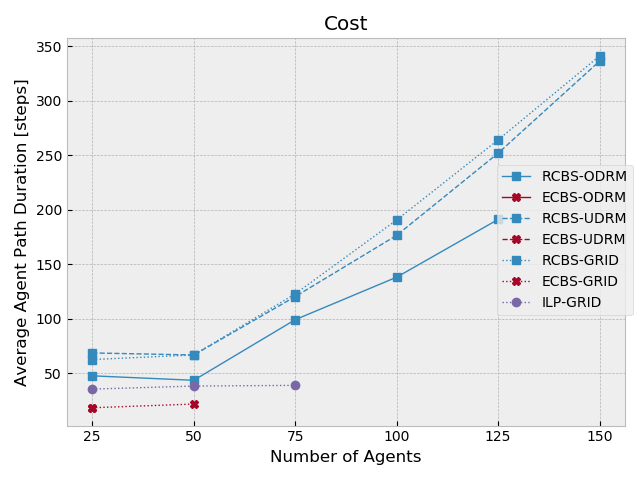 Cost
Average Agent Path Duration [steps]
350
300
250
200
150
100
50
RCBS-ODRM
ECBS-ODRM
RCBS-UDRM
ECBS-UDRM
RCBS-GRID
ECBS-GRID
ILP-GRID
25 50 75 100 125 150
Number of Agents